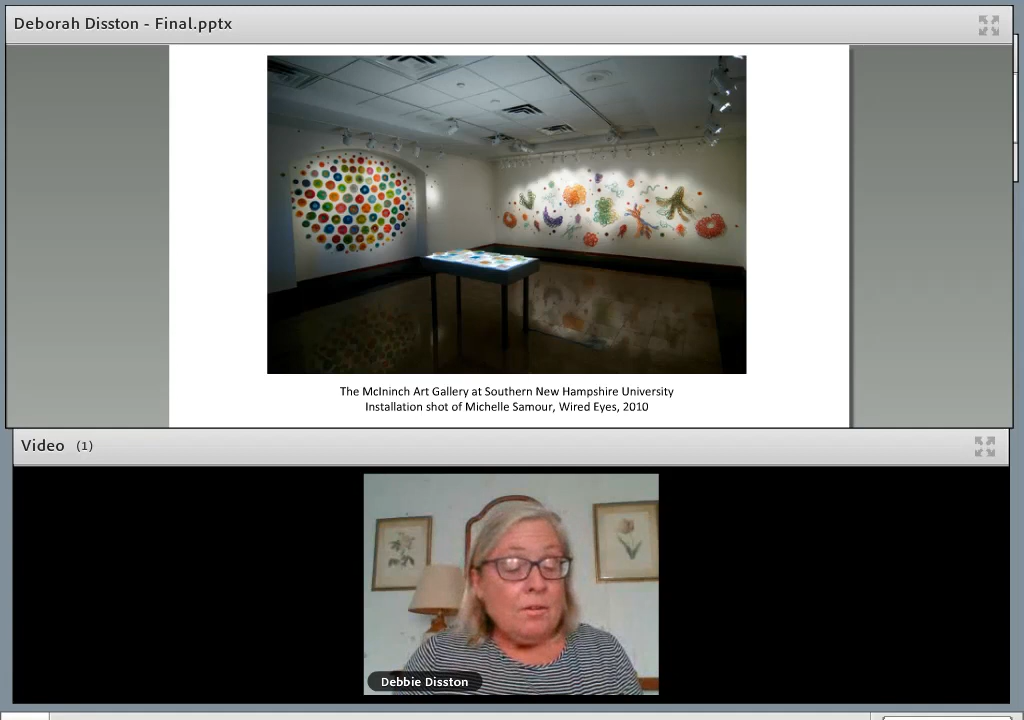 Deborah Disston - Final.pptx
The McIninch Art Gallery at Southern New Hampshire University
Installation shot of Michelle Samour, Wired Eyes, 2010
Video (1)
Debbie Disston